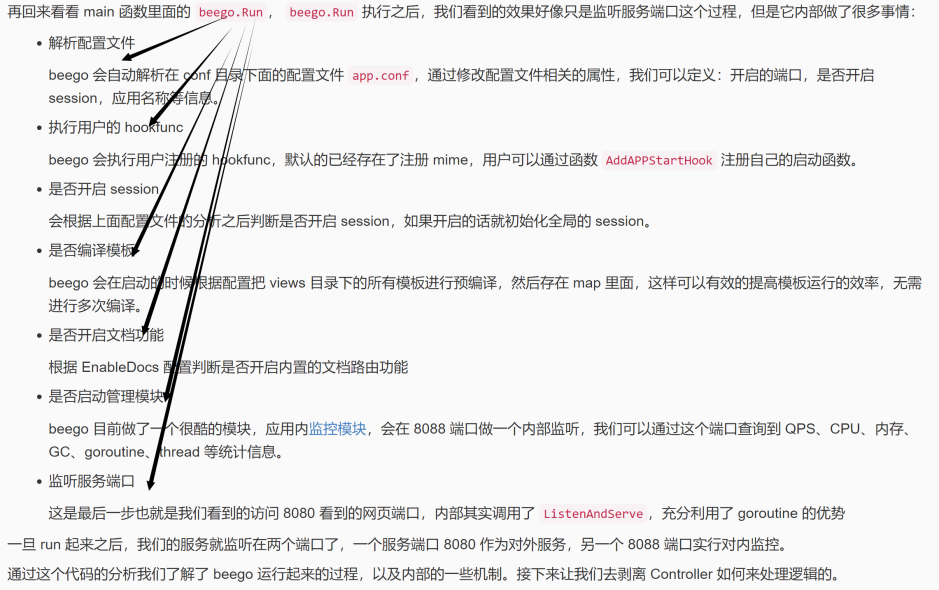 再回来看看 main 函数里面的 beego.Run， beego.Run 执行之后，我们看到的效果好像只是监听服务端口这个过程，但是它内部做了很多事情：
• 解析配置文件
beego 会自动解析在 conf 目录下面的配置文件 app.conf，通过修改配置文件相关的属性，我们可以定义：开启的端口，是否开启
session，应用名称等信息。
• 执行用户的 hookfunc
beego 会执行用户注册的 hookfunc，默认的已经存在了注册 mime，用户可以通过函数 AddAPPStartHook 注册自己的启动函数。
• 是否开启 session
会根据上面配置文件的分析之后判断是否开启 session，如果开启的话就初始化全局的 session。
• 是否编译模板
beego 会在启动的时候根据配置把 views 目录下的所有模板进行预编译，然后存在 map 里面，这样可以有效的提高模板运行的效率，无需
进行多次编译。
• 是否开启文档功能
根据 EnableDocs 配置判断是否开启内置的文档路由功能
• 是否启动管理模块
beego 目前做了一个很酷的模块，应用内监控模块，会在 8088 端口做一个内部监听，我们可以通过这个端口查询到 QPS、CPU、内存、
GC、goroutine、thread 等统计信息。
• 监听服务端口
这是最后一步也就是我们看到的访问 8080 看到的网页端口，内部其实调用了 ListenAndServe，充分利用了 goroutine 的优势
一旦 run 起来之后，我们的服务就监听在两个端口了，一个服务端口 8080 作为对外服务，另一个 8088 端口实行对内监控。
通过这个代码的分析我们了解了 beego 运行起来的过程，以及内部的一些机制。接下来让我们去剥离 Controller 如何来处理逻辑的。